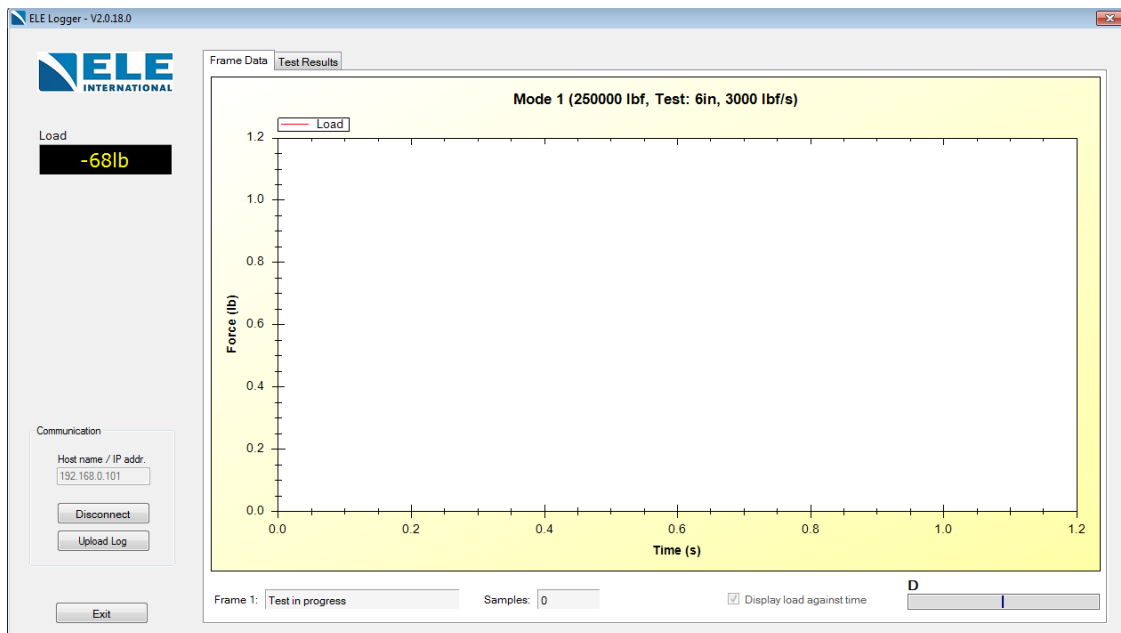 ELE Logger - V2.0.18.0
ELE
INTERNATIONAL
Load
-68lb
Frame Data
Test Results
Mode 1 (250000 lbf, Test: 6in, 3000 lbf/s)
Load
1.2
1.0
0.8
0.6
0.4
0.2
0.0
Force (lb)
0.0 0.2 0.4 0.6 0.8 1.0 1.2
Time (s)
Communication
Host name / IP addr.
192.168.0.101
Disconnect
Upload Log
Exit
Frame 1: Test in progress Samples: 0 Display load against time
D